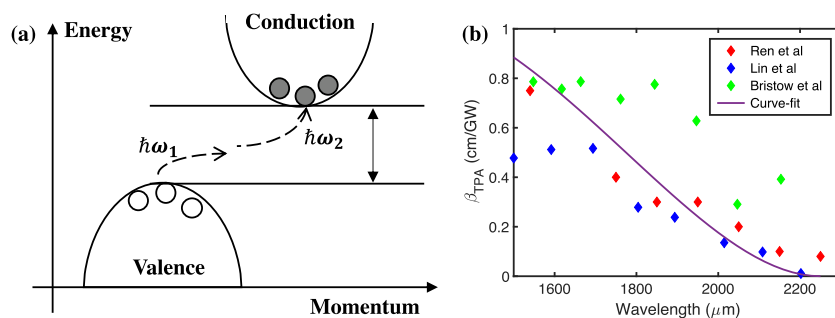 (a)
Energy
Conduction
ħω1
ħω2
Valence
Momentum
(b)
Ren et al
Lin et al
Bristow et al
Curve-fit
0.8
0.6
0.4
0.2
0
βTPA (cm/GW)
1600
1800
2000
2200
Wavelength (μm)